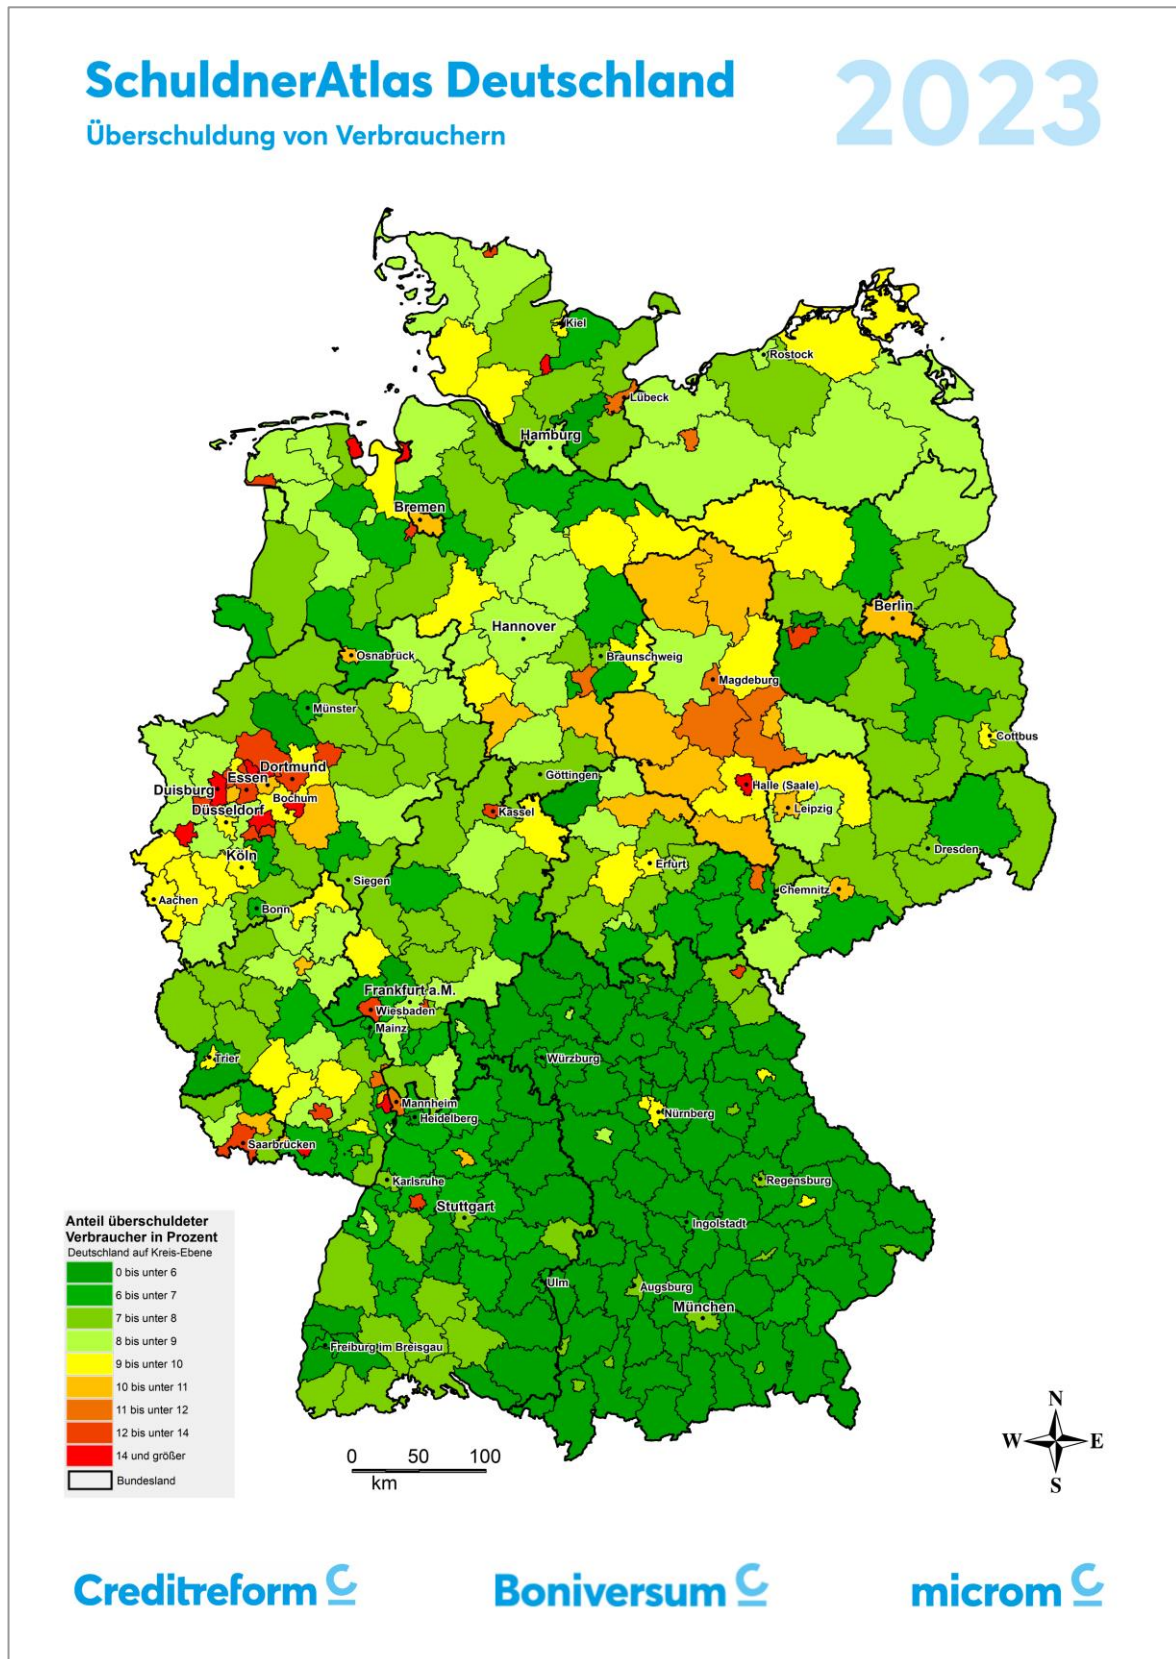 SchuldnerAtlas Deutschland
2023
Überschuldung von Verbrauchern
Kiel
Rostock
Lübeck
Hamburg
Bremen
Berlin
Hannover
Osnabrück
Braunschweig
Magdeburg
Münster
Cottbus
Dortmund
Essen
Duisburg
Bochum
Düsseldorf
Göttingen
Halle (Saale)
Leipzig
Kassel
Köln
Dresden
Erfurt
Siegen
Chemnitz
Aachen
Bonn
Frankfurt a.M.
Wiesbaden
Mainz
Trier
Würzburg
Mannheim
Heidelberg
Nürnberg
Saarbrücken
Karlsruhe
Regensburg
Stuttgart
Ingolstadt
Ulm
Augsburg
München
Freiburg im Breisgau
Anteil überschuldeter
Verbraucher in Prozent
Deutschland auf Kreis-Ebene
0 bis unter 6
6 bis unter 7
7 bis unter 8
8 bis unter 9
9 bis unter 10
10 bis unter 11
11 bis unter 12
12 bis unter 14
14 und größer
Bundesland
0 50 100
km
N
W E
S
Creditreform
Boniversum
microm